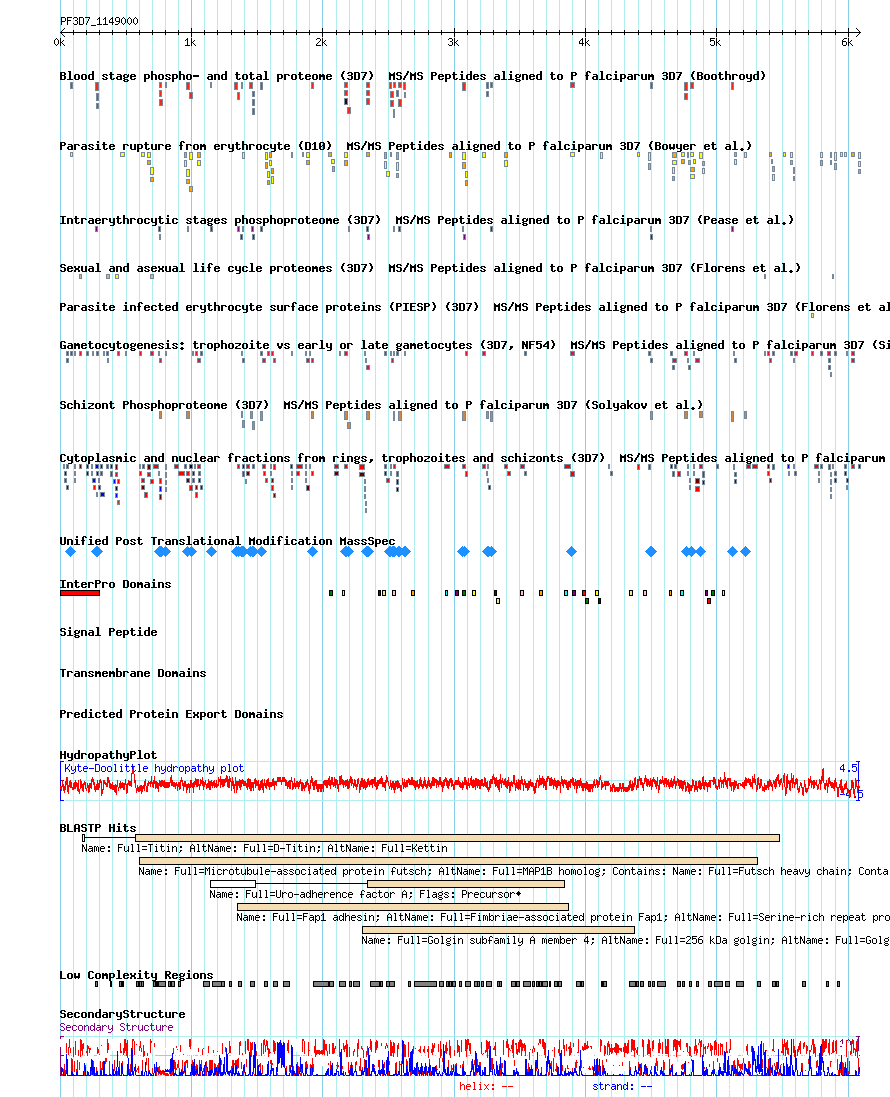 PF3D7_1149000
0k 1k 2k 3k 4k 5k 6k
Blood stage phospho- and total proteome (3D7) MS/MS Peptides aligned to P falciparum 3D7 (Boothroyd)
Parasite rupture from erythrocyte (D10) MS/MS Peptides aligned to P falciparum 3D7 (Bowyer et al.)
Intraerythrocytic stages phosphoproteome (3D7) MS/MS Peptides aligned to P falciparum 3D7 (Pease et al.)
Sexual and asexual life cycle proteomes (3D7) MS/MS Peptides aligned to P falciparum 3D7 (Florens et al.)
Parasite infected erythrocyte surface proteins (PIESP) (3D7) MS/MS Peptides aligned to P falciparum 3D7 (Florens et al
Gametocytogenesis: trophozoite vs early or late gametocytes (3D7, NF54) MS/MS Peptides aligned to P falciparum 3D7 (Si
Schizont Phosphoproteome (3D7) MS/MS Peptides aligned to P falciparum 3D7 (Solyakov et al.)
Cytoplasmic and nuclear fractions from rings, trophozoites and schizonts (3D7) MS/MS Peptides aligned to P falciparum
Unified Post Translational Modification MassSpec
InterPro Domains
Signal Peptide
Transmembrane Domains
Predicted Protein Export Domains
HydropathyPlot
Kyte-Doolittle hydropathy plot 4.5
-4.5
BLASTP Hits
Name: Full=Titin; AltName: Full=D-Titin; AltName: Full=Kettin
Name: Full=Microtubule-associated protein futsch; AltName: Full=MAP1B homolog; Contains: Name: Full=Futsch heavy chain; Conta
Name: Full=Uro-adherence factor A; Flags: Precursor
Name: Full=Fap1 adhesin; AltName: Full=Fimbriae-associated protein Fap1; AltName: Full=Serine-rich repeat pro
Name: Full=Golgin subfamily A member 4; AltName: Full=256 kDa golgin; AltName: Full=Golg
Low Complexity Regions
SecondaryStructure
Secondary Structure
helix: -- strand: --